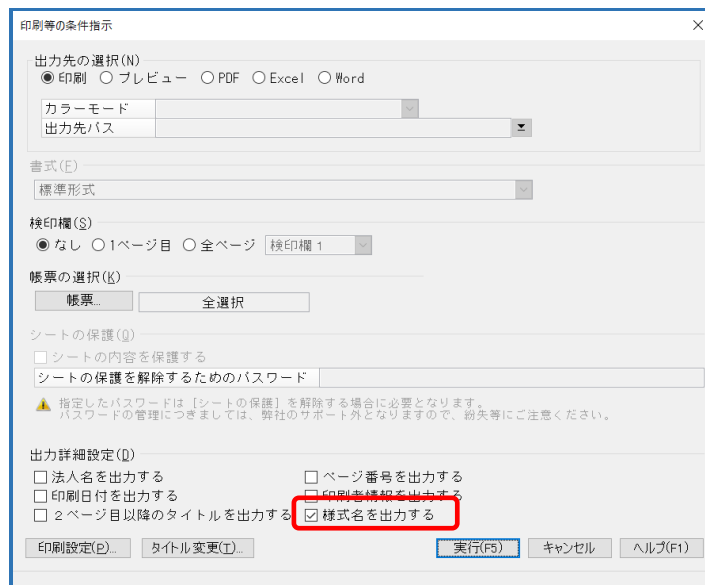 印刷等の条件指示
出力先の選択(N)
印刷 プレビュー PDF Excel Word
カラーモード
出力先パス
書式(F)
標準形式
検印欄(S)
なし 1ページ目 全ページ 検印欄 1
帳票の選択(K)
帳票... 全選択
シートの保護(Q)
シートの内容を保護する
シートの保護を解除するためのパスワード
指定したパスワードは [シートの保護] を解除する場合に必要となります。
パスワードの管理につきましては、弊社のサポート外となりますので、紛失等にご注意ください。
出力詳細設定(D)
法人名を出力する ページ番号を出力する
印刷日付を出力する 印刷者情報を出力する
2ページ目以降のタイトルを出力する 様式名を出力する
印刷設定(P)... タイトル変更(T)... 実行(F5) キャンセル ヘルプ(F1)